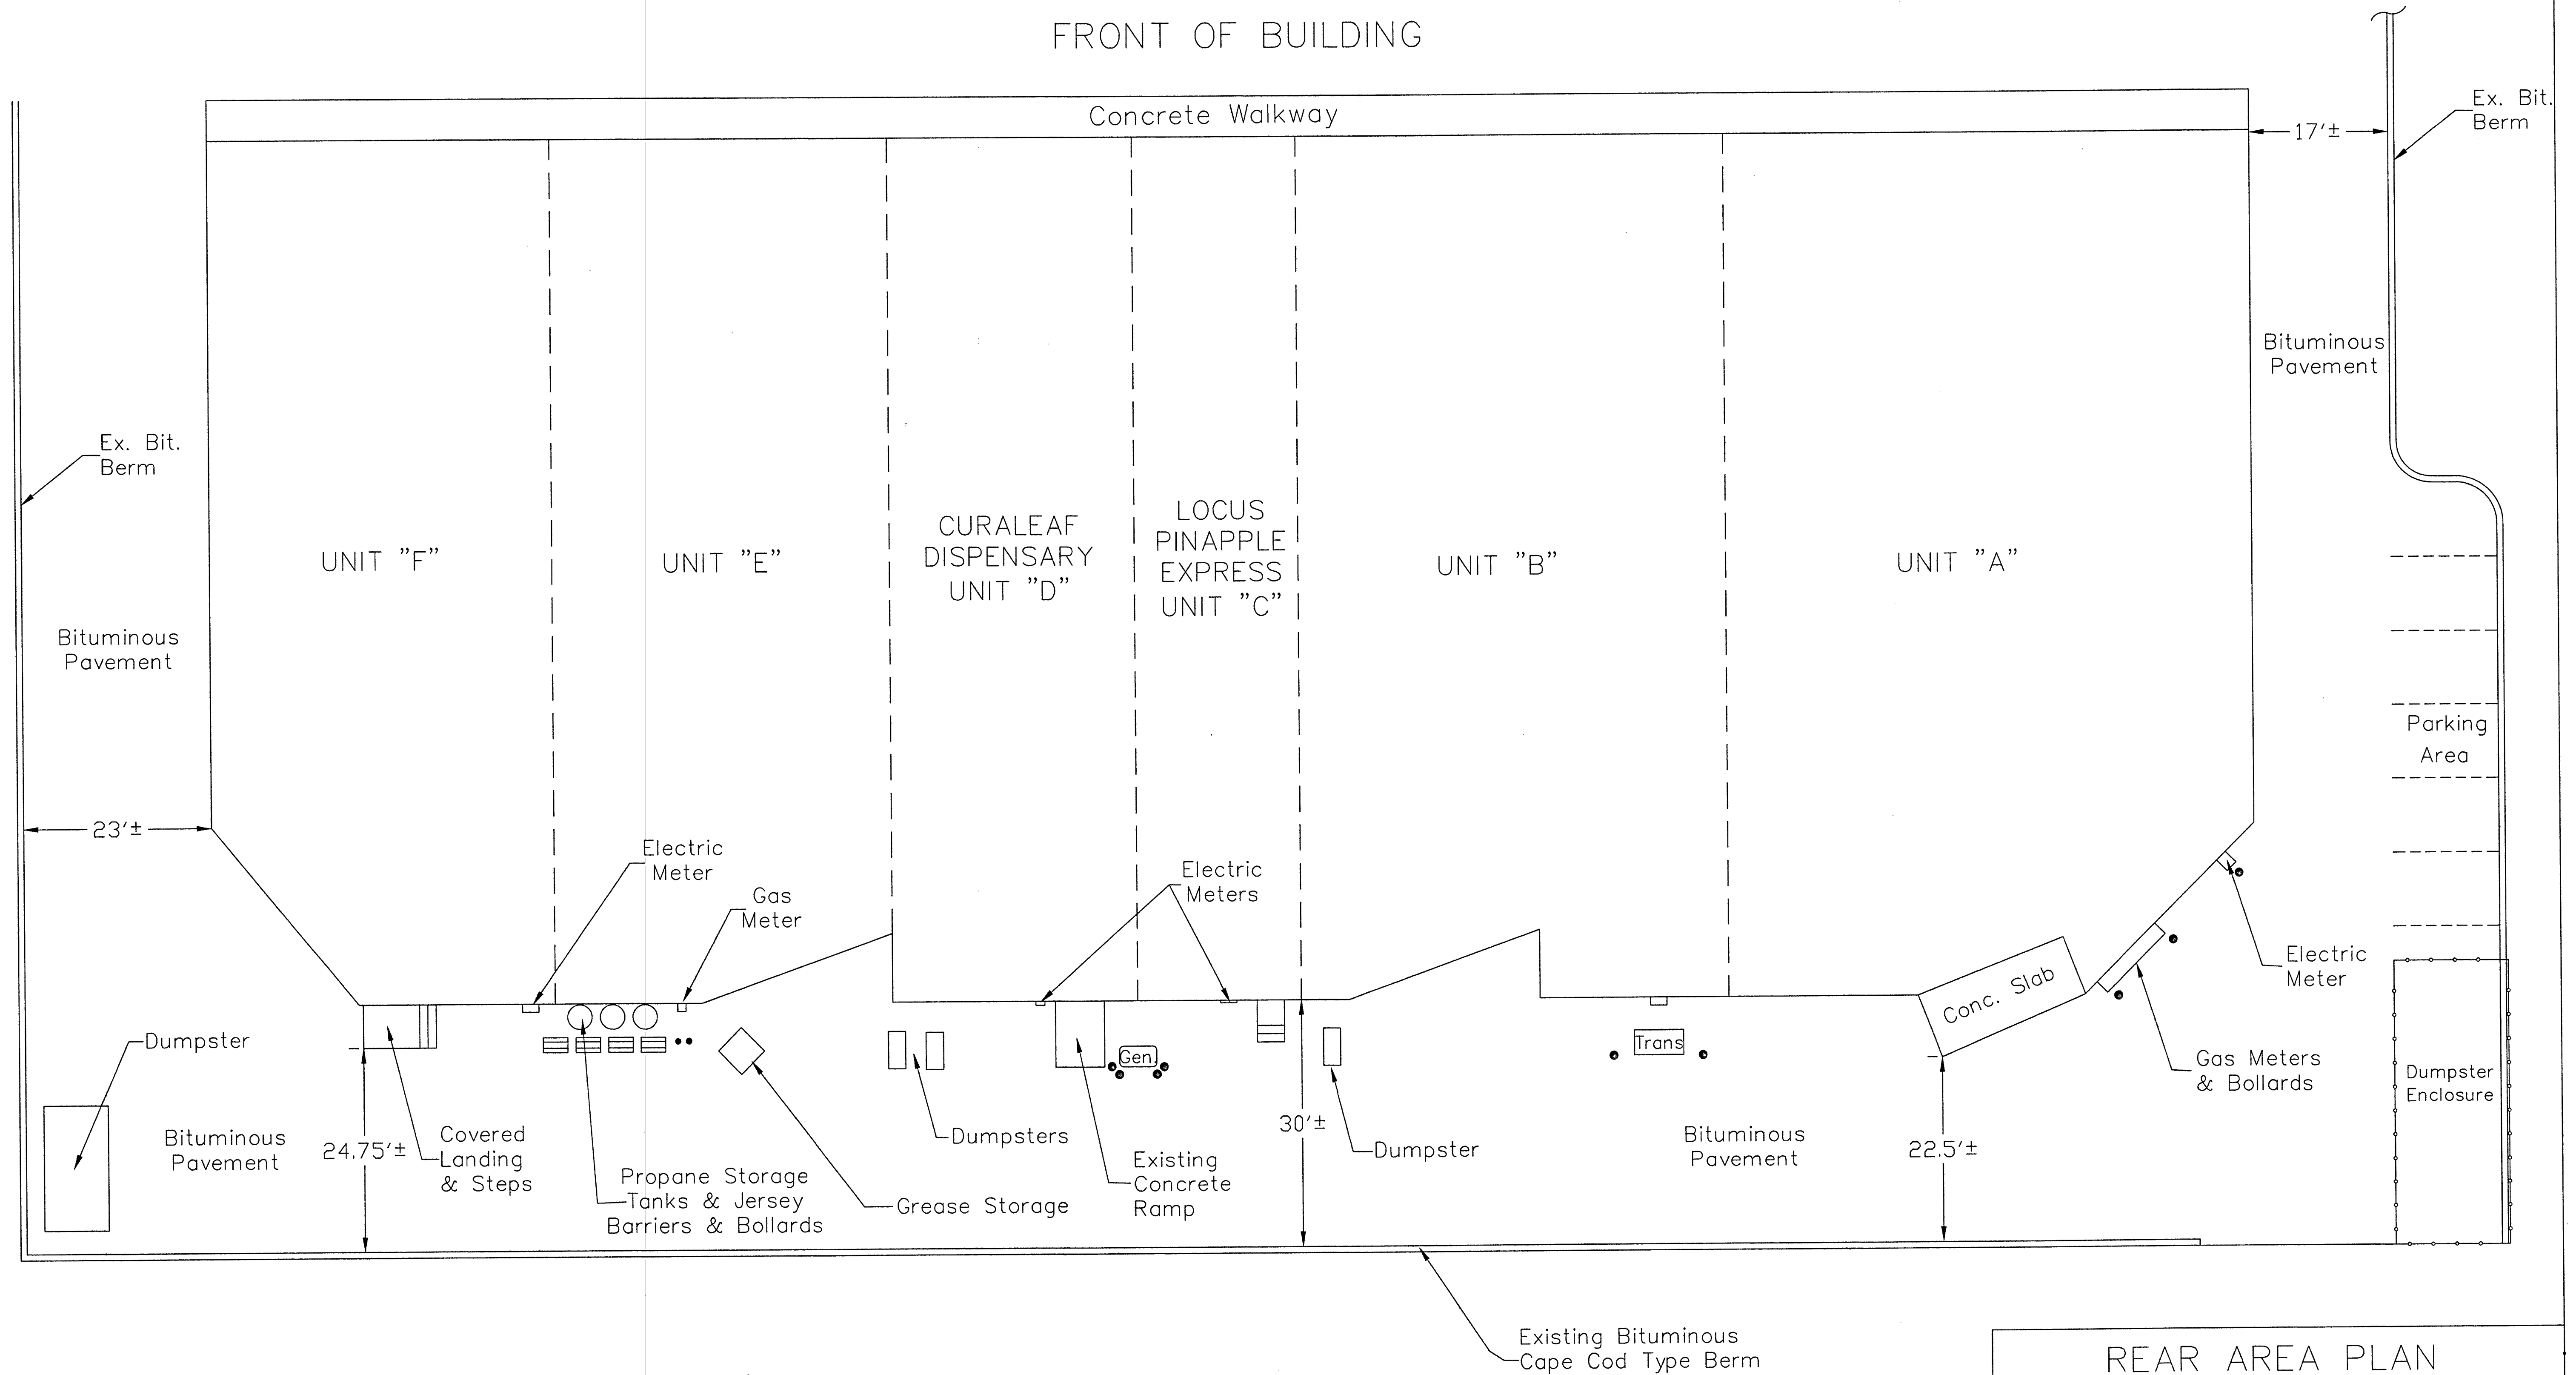 FRONT OF BUILDING
Concrete Walkway
17'±
Ex. Bit.
Berm
Bituminous
Pavement
Ex. Bit.
Berm
UNIT "F"
UNIT "E"
CURALEAF
DISPENSARY
UNIT "D"
LOCUS
PINAPPLE
EXPRESS
UNIT "C"
UNIT "B"
UNIT "A"
Bituminous
Pavement
Parking
Area
23'±
Electric
Meter
Gas
Meter
Electric
Meters
Electric
Meter
Conc. Slab
Dumpster
Trans
Gen.
Gas Meters
& Bollards
Dumpster
Enclosure
Bituminous
Pavement
24.75'±
Covered
Landing
& Steps
Propane Storage
Tanks & Jersey
Barriers & Bollards
Grease Storage
Dumpsters
Existing
Concrete
Ramp
30'±
Dumpster
Bituminous
Pavement
22.5'±
Existing Bituminous
Cape Cod Type Berm
REAR AREA PLAN